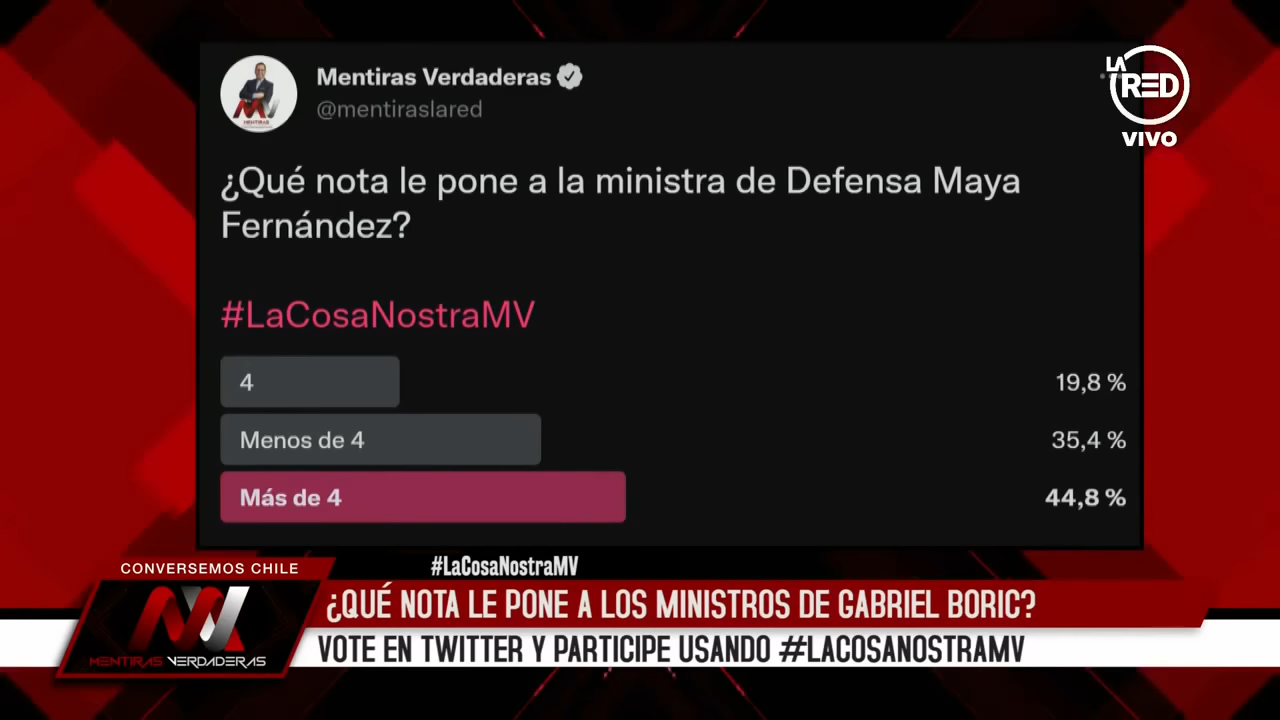 Mentiras Verdaderas
@mentiraslared
LA RED
VIVO
¿Qué nota le pone a la ministra de Defensa Maya
Fernández?
#LaCosaNostraMV
4 19,8 %
Menos de 4 35,4 %
Más de 4 44,8 %
CONVERSEMOS CHILE
#LaCosaNostraMV
¿QUÉ NOTA LE PONE A LOS MINISTROS DE GABRIEL BORIC?
VOTE EN TWITTER Y PARTICIPE USANDO #LACOSANOSTRAMV
MV
MENTIRAS VERDADERAS